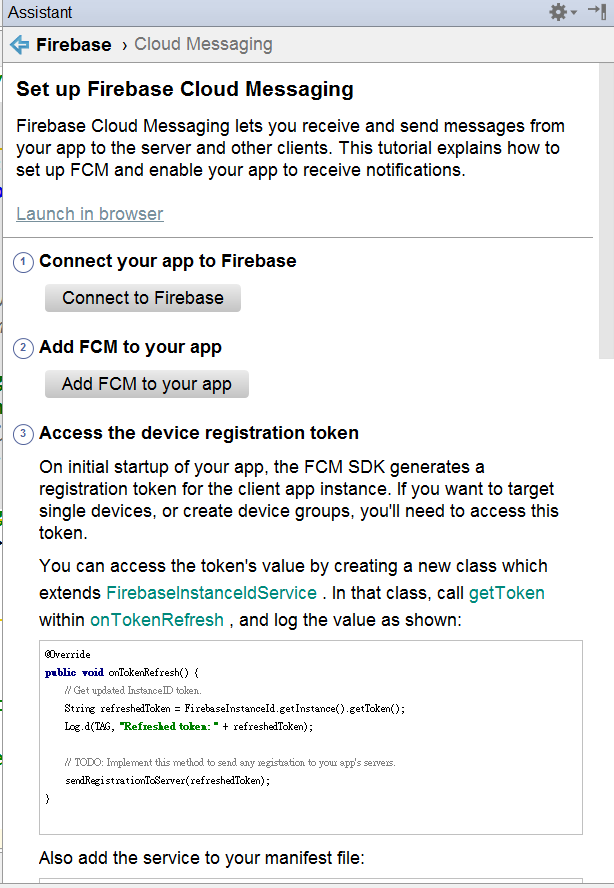 Assistant
Firebase › Cloud Messaging
Set up Firebase Cloud Messaging
Firebase Cloud Messaging lets you receive and send messages from
your app to the server and other clients. This tutorial explains how to
set up FCM and enable your app to receive notifications.
Launch in browser
1 Connect your app to Firebase
Connect to Firebase
2 Add FCM to your app
Add FCM to your app
3 Access the device registration token
On initial startup of your app, the FCM SDK generates a
registration token for the client app instance. If you want to target
single devices, or create device groups, you'll need to access this
token.
You can access the token's value by creating a new class which
extends FirebaseInstanceIdService . In that class, call getToken
within onTokenRefresh , and log the value as shown:
@Override
public void onTokenRefresh() {
// Get updated InstanceID token.
String refreshedToken = FirebaseInstanceId.getInstance().getToken();
Log.d(TAG, "Refreshed token: " + refreshedToken);
// TODO: Implement this method to send any registration to your app's servers.
sendRegistrationToServer(refreshedToken);
}
Also add the service to your manifest file: